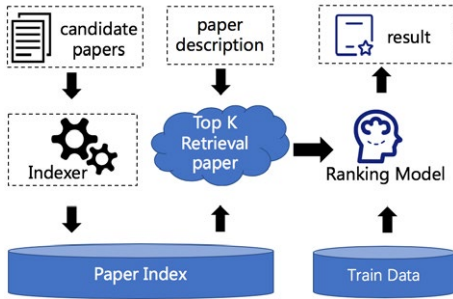 candidate
papers
paper
description
result
Indexer
Top K
Retrieval
paper
Ranking Model
Paper Index
Train Data